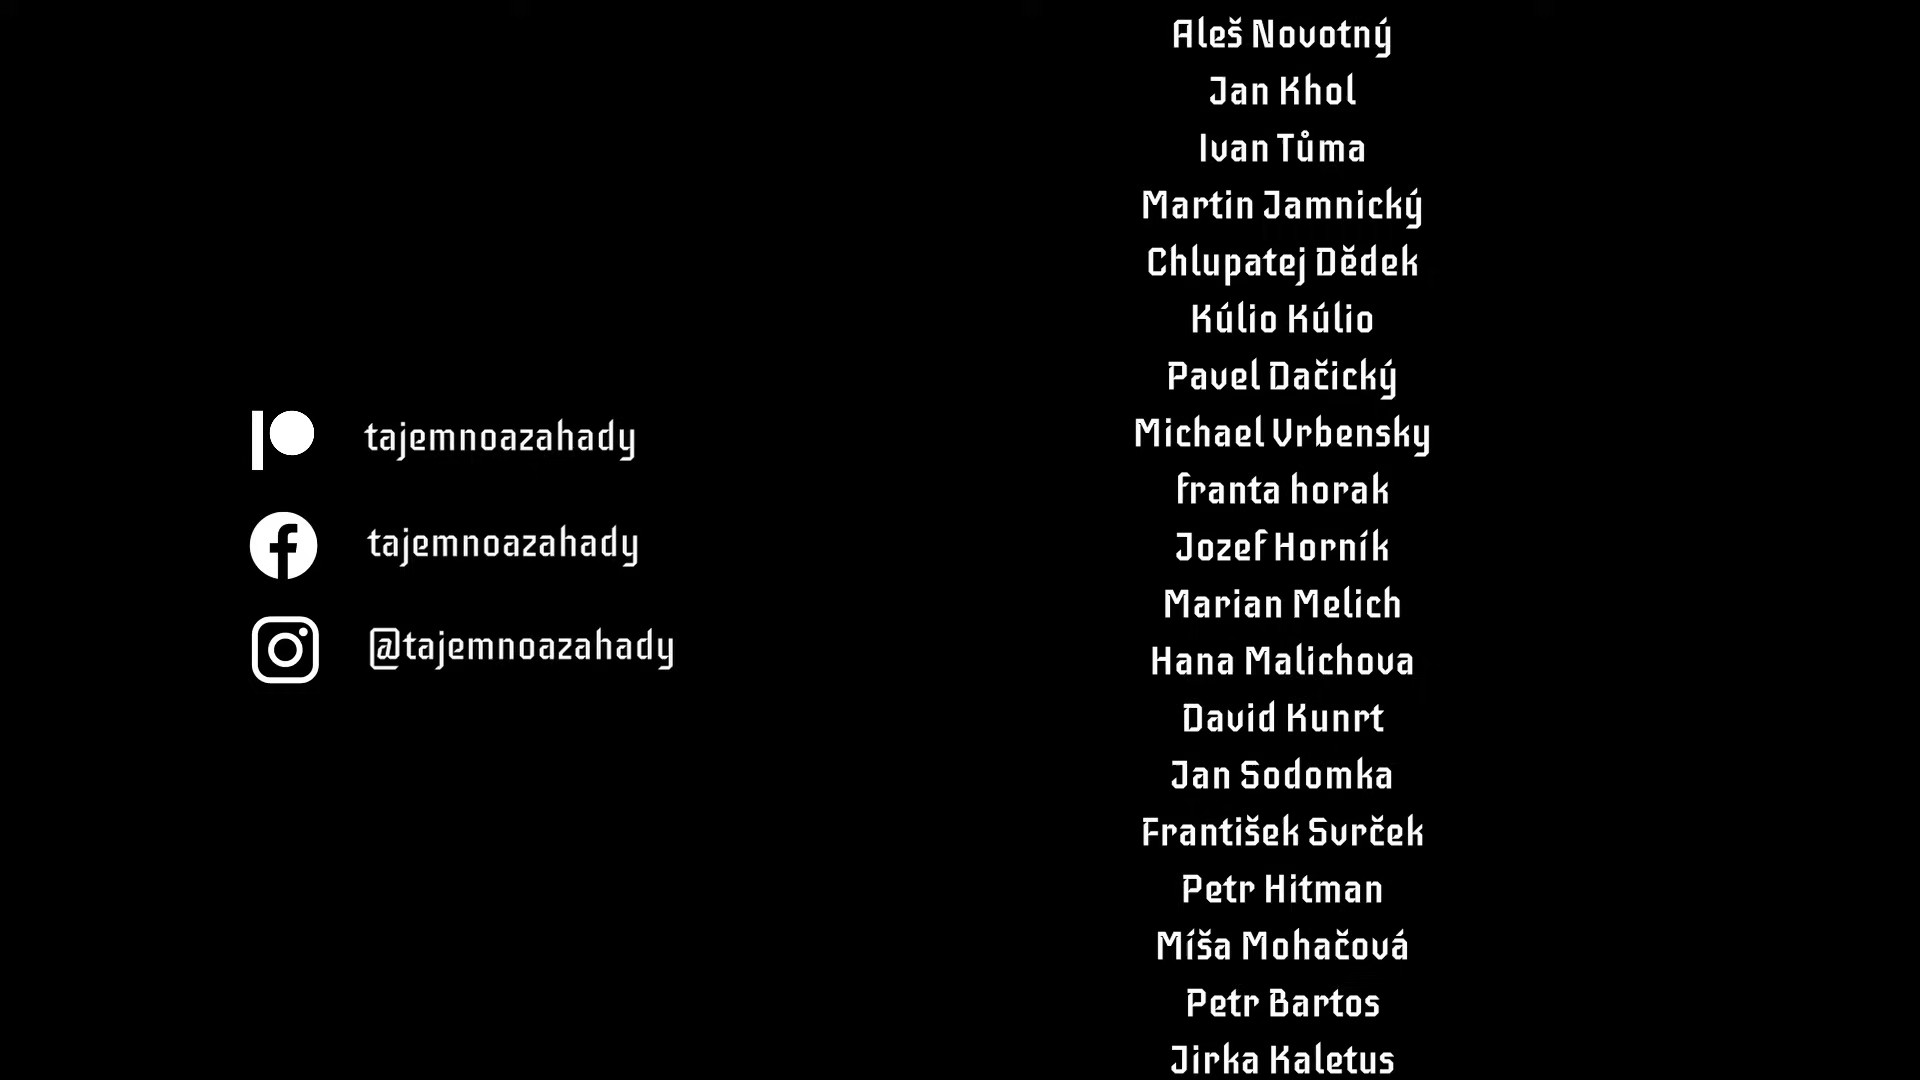 tajemnoazahady
tajemnoazahady
@tajemnoazahady
Aleš Novotný
Jan Khol
Ivan Tůma
Martin Jamnický
Chlupatej Dědek
Kúlio Kúlio
Pavel Dačický
Michael Vrbensky
franta horak
Jozef Horník
Marian Melich
Hana Malichova
David Kunrt
Jan Sodomka
František Svrček
Petr Hitman
Míša Mohačová
Petr Bartos
Jirka Kaletus